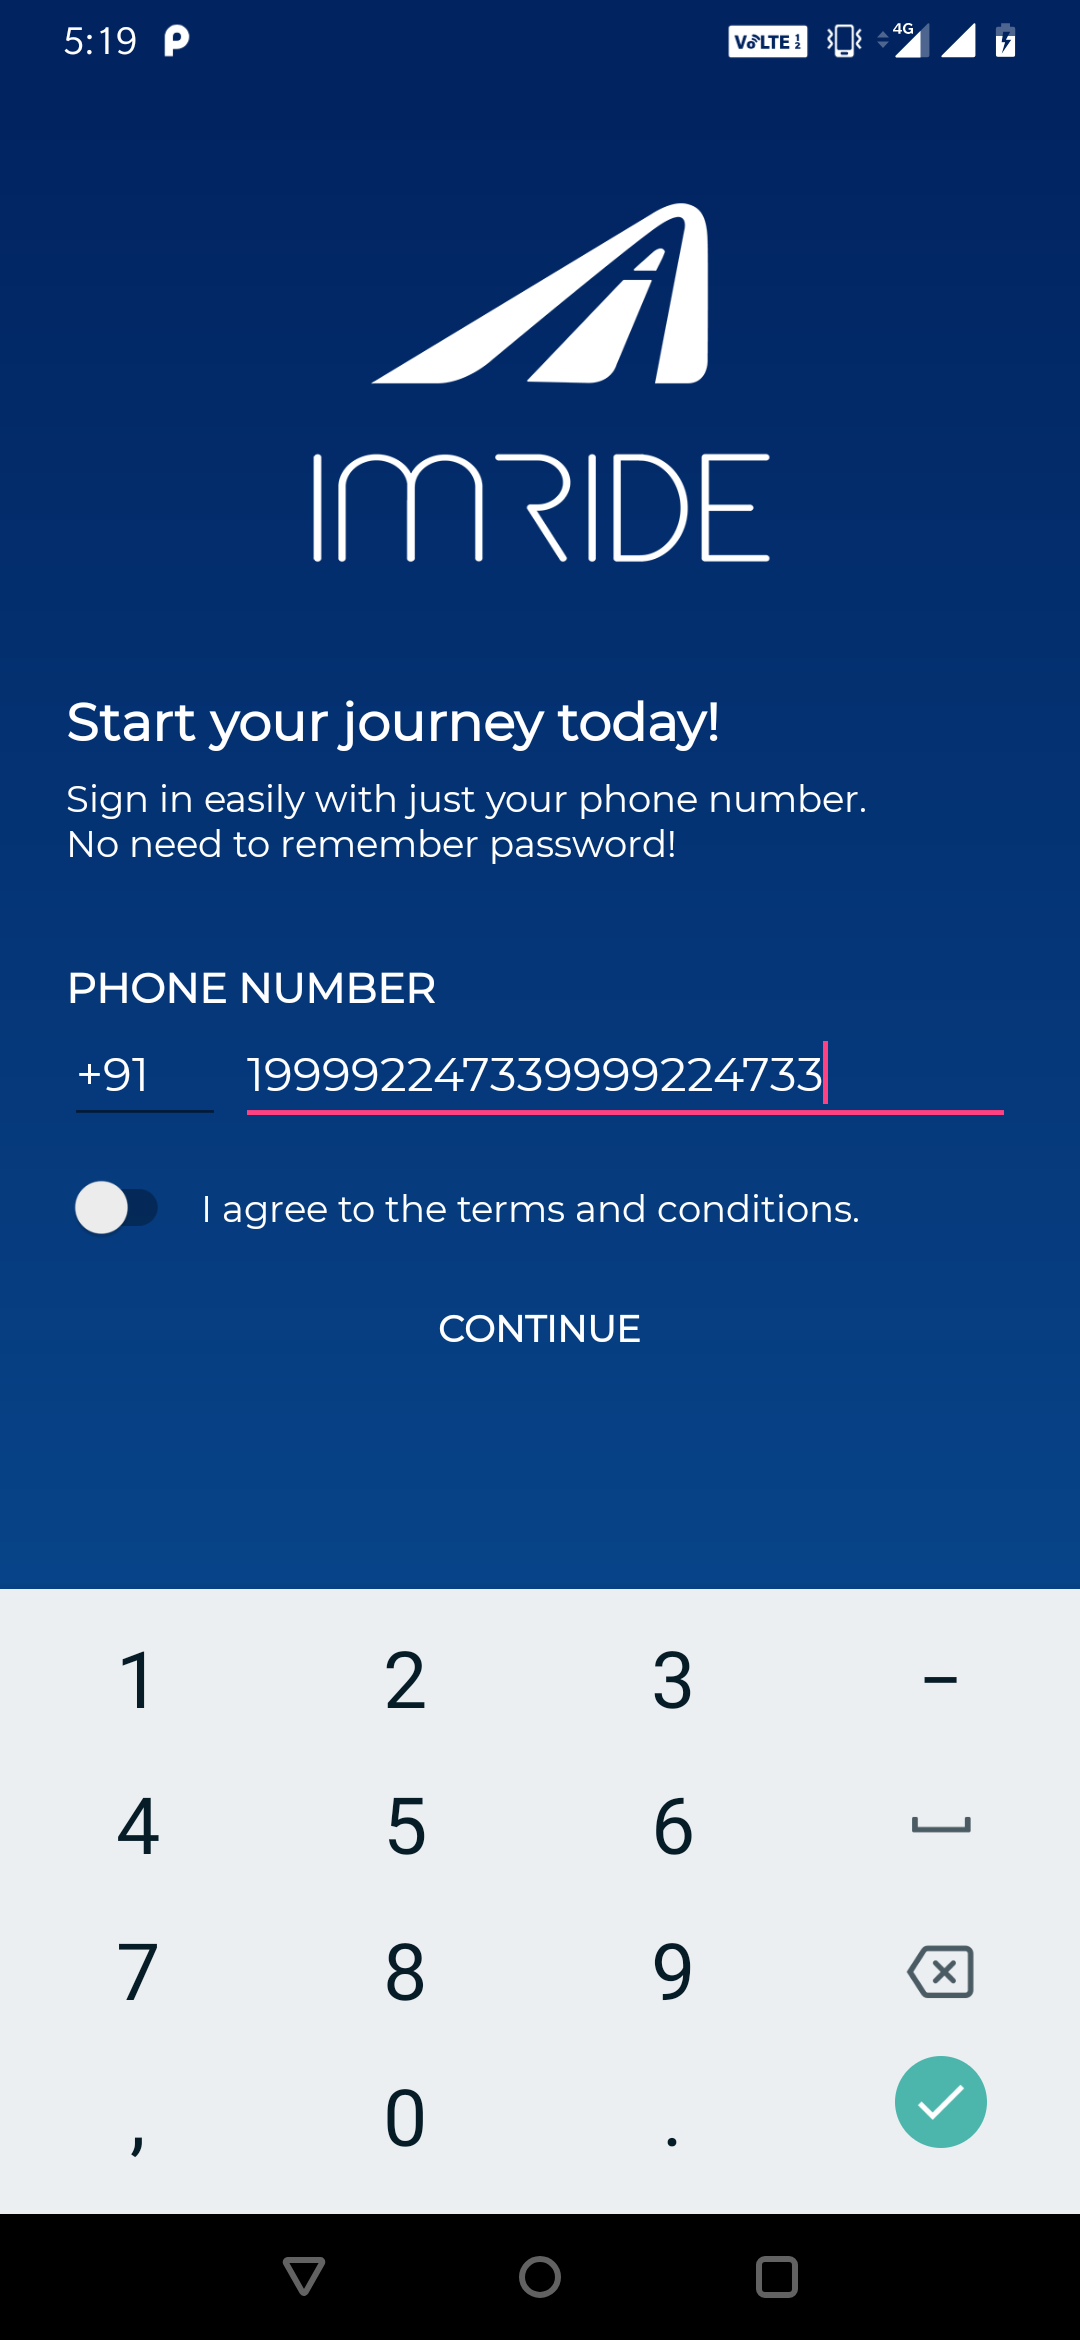 5:19
VoLTE 1 2 4G
IMRIDE
Start your journey today!
Sign in easily with just your phone number.
No need to remember password!
PHONE NUMBER
+91 199992247339999224733
I agree to the terms and conditions.
CONTINUE
1 2 3 –
4 5 6
7 8 9
, 0 .